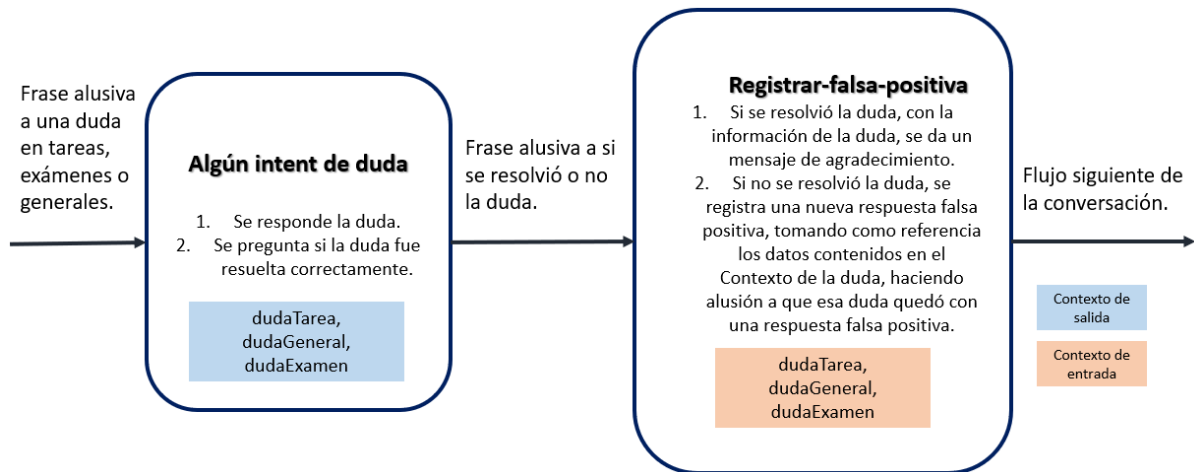 Frase alusiva
a una duda
en tareas,
exámenes o
generales.
Algún intent de duda
1. Se responde la duda.
2. Se pregunta si la duda fue
resuelta correctamente.
dudaTarea,
dudaGeneral,
dudaExamen
Frase alusiva a si
se resolvió o no
la duda.
Registrar-falsa-positiva
1. Si se resolvió la duda, con la
información de la duda, se da un
mensaje de agradecimiento.
2. Si no se resolvió la duda, se
registra una nueva respuesta falsa
positiva, tomando como referencia
los datos contenidos en el
Contexto de la duda, haciendo
alusión a que esa duda quedó con
una respuesta falsa positiva.
dudaTarea,
dudaGeneral,
dudaExamen
Flujo siguiente de
la conversación.
Contexto de
salida
Contexto de
entrada